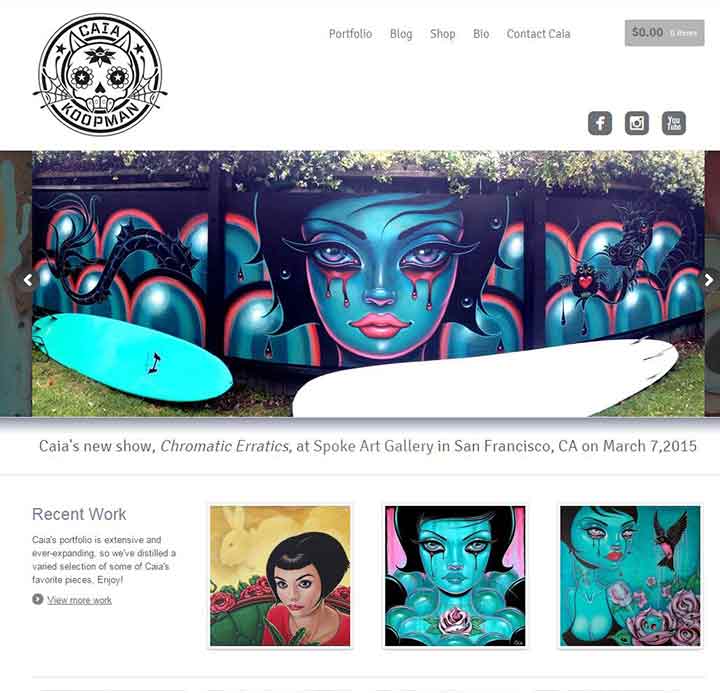 CAIA
KOOPMAN
Portfolio Blog Shop Bio Contact Caia
$0.00 0 items
f
You
Tube
Caia's new show, Chromatic Erratics, at Spoke Art Gallery in San Francisco, CA on March 7,2015
Recent Work
Caia's portfolio is extensive and
ever-expanding, so we've distilled a
varied selection of some of Caia's
favorite pieces. Enjoy!
View more work